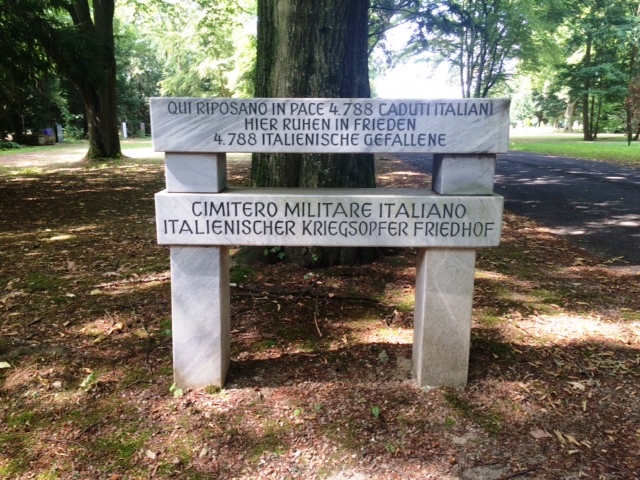 QUI RIPOSANO IN PACE 4.788 CADUTI ITALIANI
HIER RUHEN IN FRIEDEN
4.788 ITALIENISCHE GEFALLENE
CIMITERO MILITARE ITALIANO
ITALIENISCHER KRIEGSOPFER FRIEDHOF